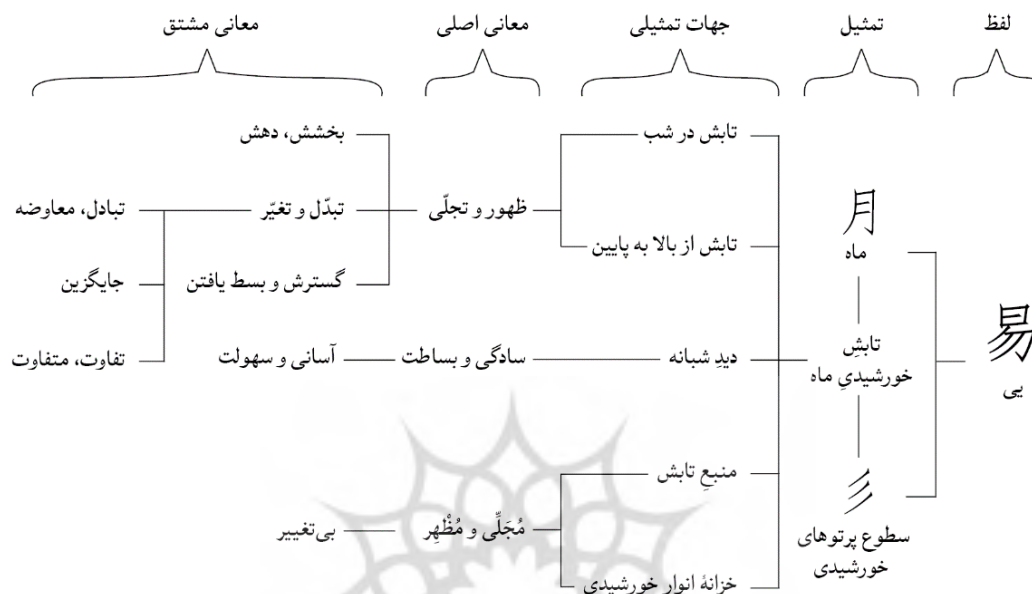 لفظ تمثیل جهات تمثیلی معانی اصلی معانی مشتق
تابش در شب بخشش، دهش
月 ظهور و تجلّی تبدّل و تغیّر تبادل، معاوضه
ماه تابش از بالا به پایین
گسترش و بسط یافتن جایگزین
易
تابشِ
خورشیدیِ ماه دیدِ شبانه سادگی و بساطت آسانی و سهولت تفاوت، متفاوت
یی
منبعِ تابش
彡
مُجَلِّی و مُظْهِر بی‌تغییر
سطوع پرتوهای
خورشیدی خزانۀ انوار خورشیدی